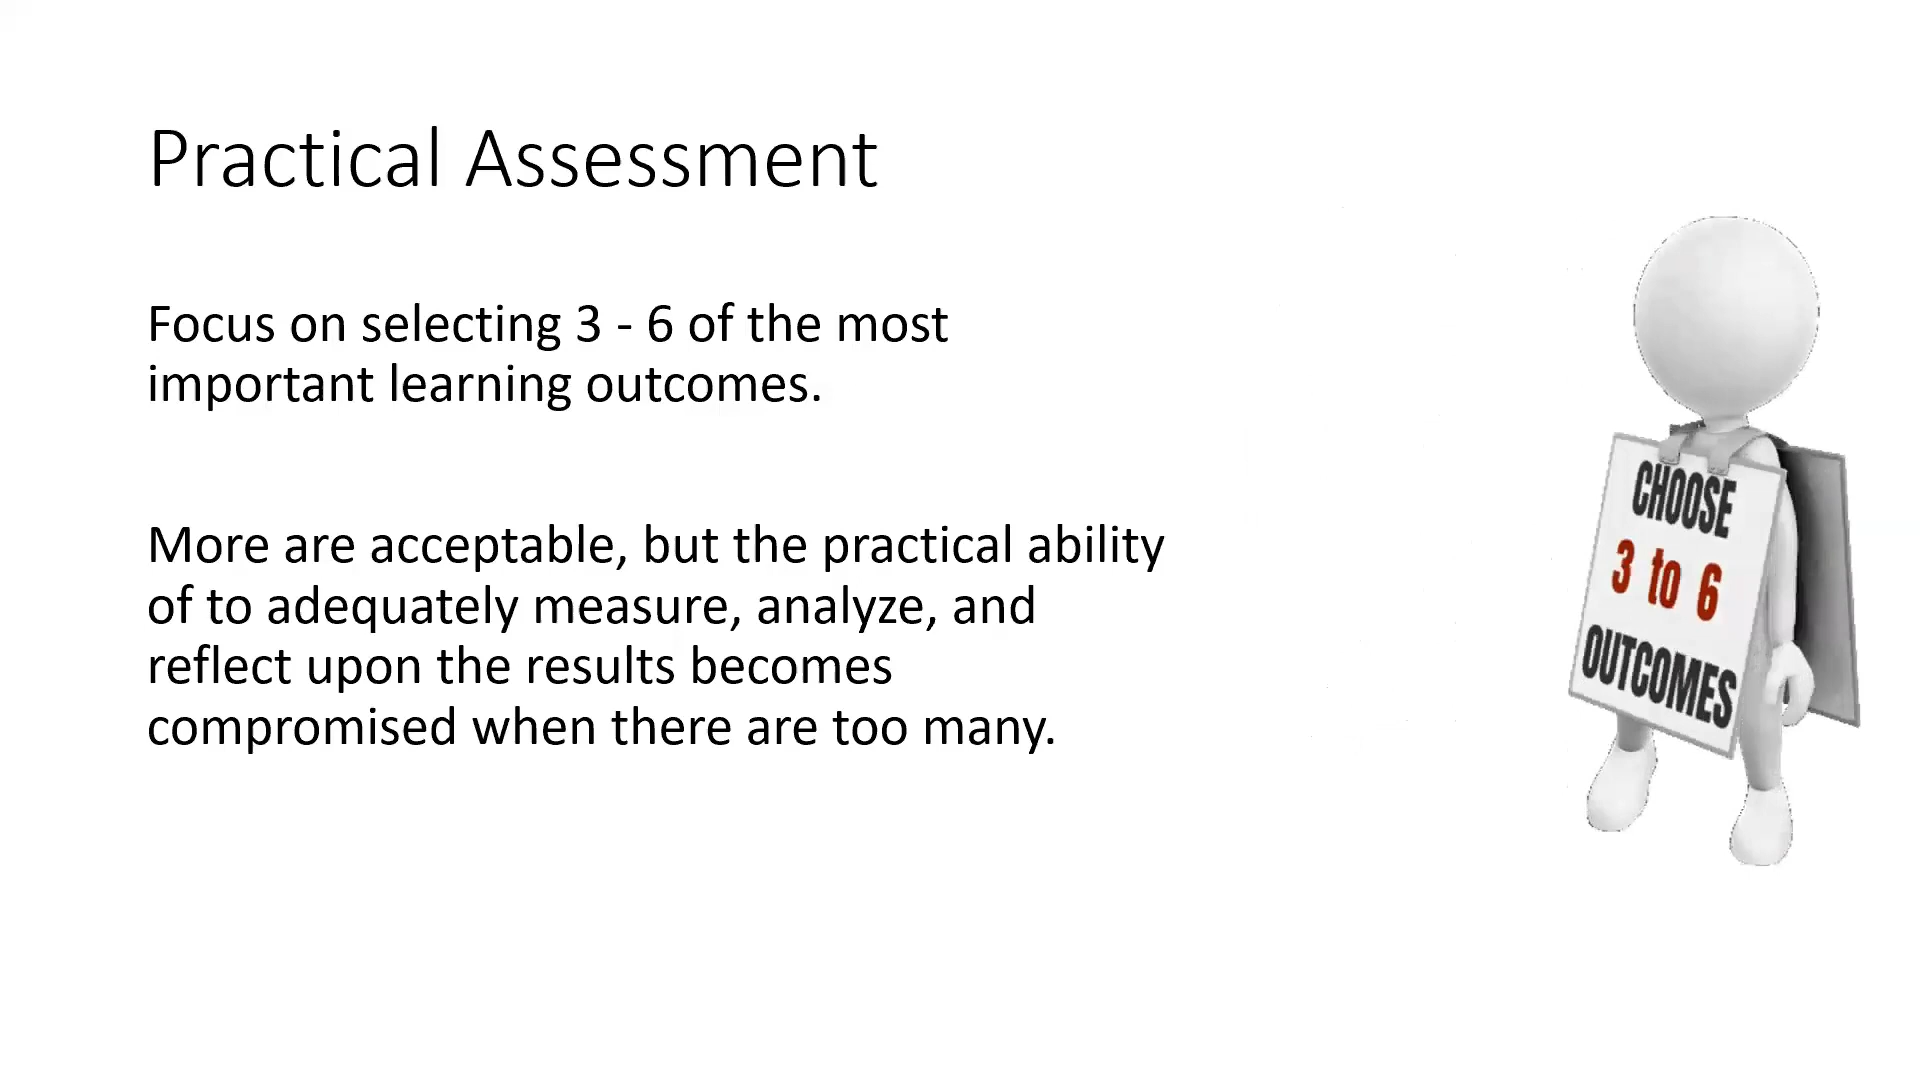 Practical Assessment
Focus on selecting 3 - 6 of the most
important learning outcomes.
More are acceptable, but the practical ability
of to adequately measure, analyze, and
reflect upon the results becomes
compromised when there are too many.
CHOOSE
3 to 6
OUTCOMES